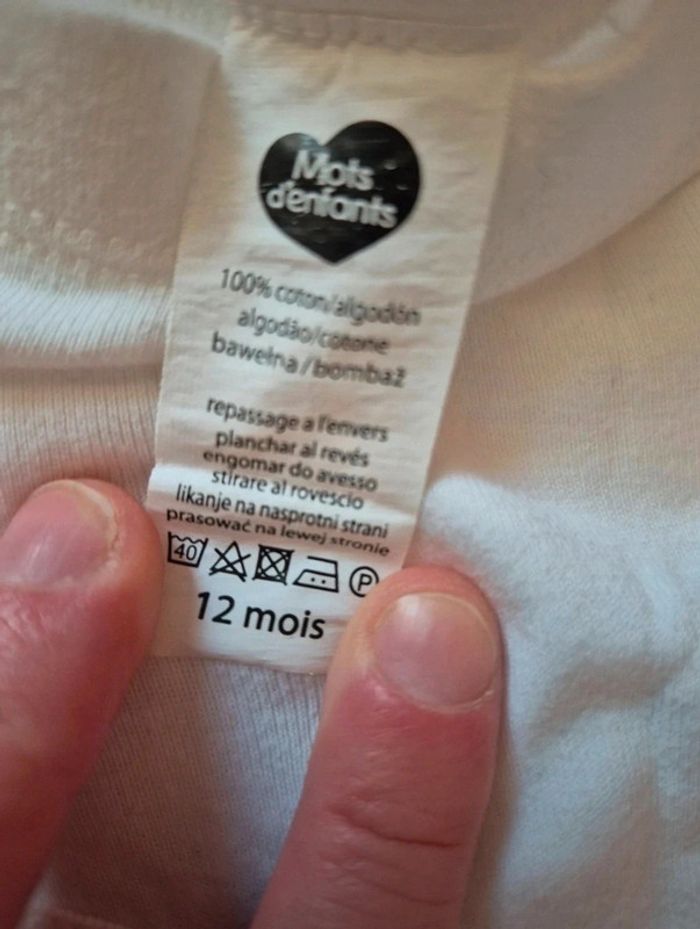 Mots
d'enfants
100% coton/algodón
algodão/cotone
bawełna/bombaž
repassage a l'envers
planchar al revés
engomar do avesso
stirare al rovescio
likanje na nasprotni strani
prasować na lewej stronie
40 P
12 mois